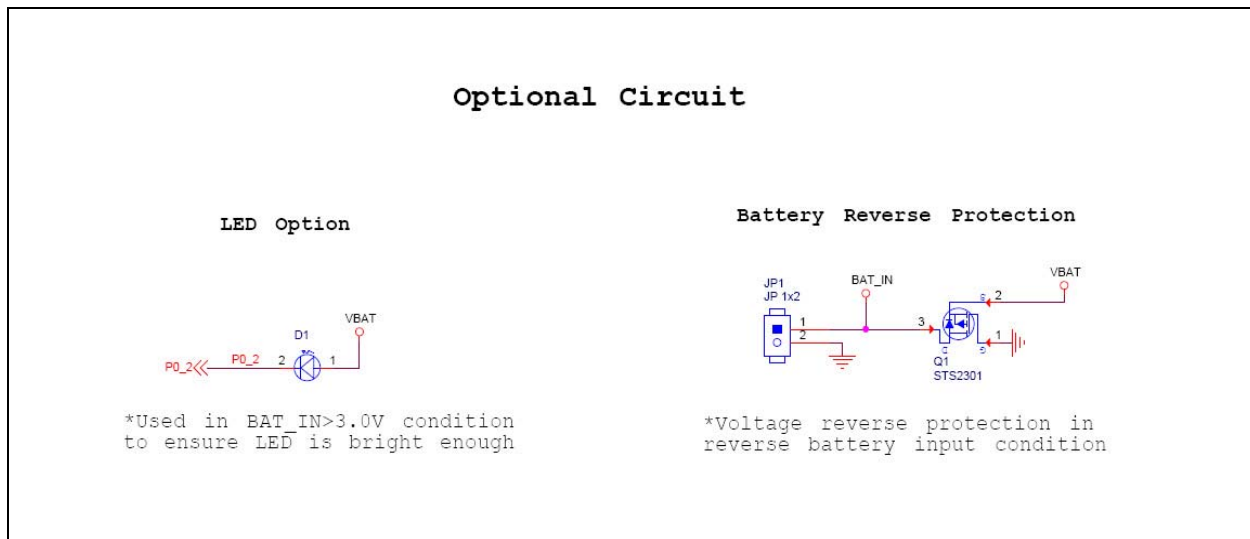 Optional Circuit
LED Option
Battery Reverse Protection
JP1
JP 1x2
BAT_IN
VBAT
1
2
3
S 2
D
G 1
Q1
STS2301
D1
VBAT
P0_2
P0_2
2
1
*Used in BAT_IN>3.0V condition
to ensure LED is bright enough
*Voltage reverse protection in
reverse battery input condition